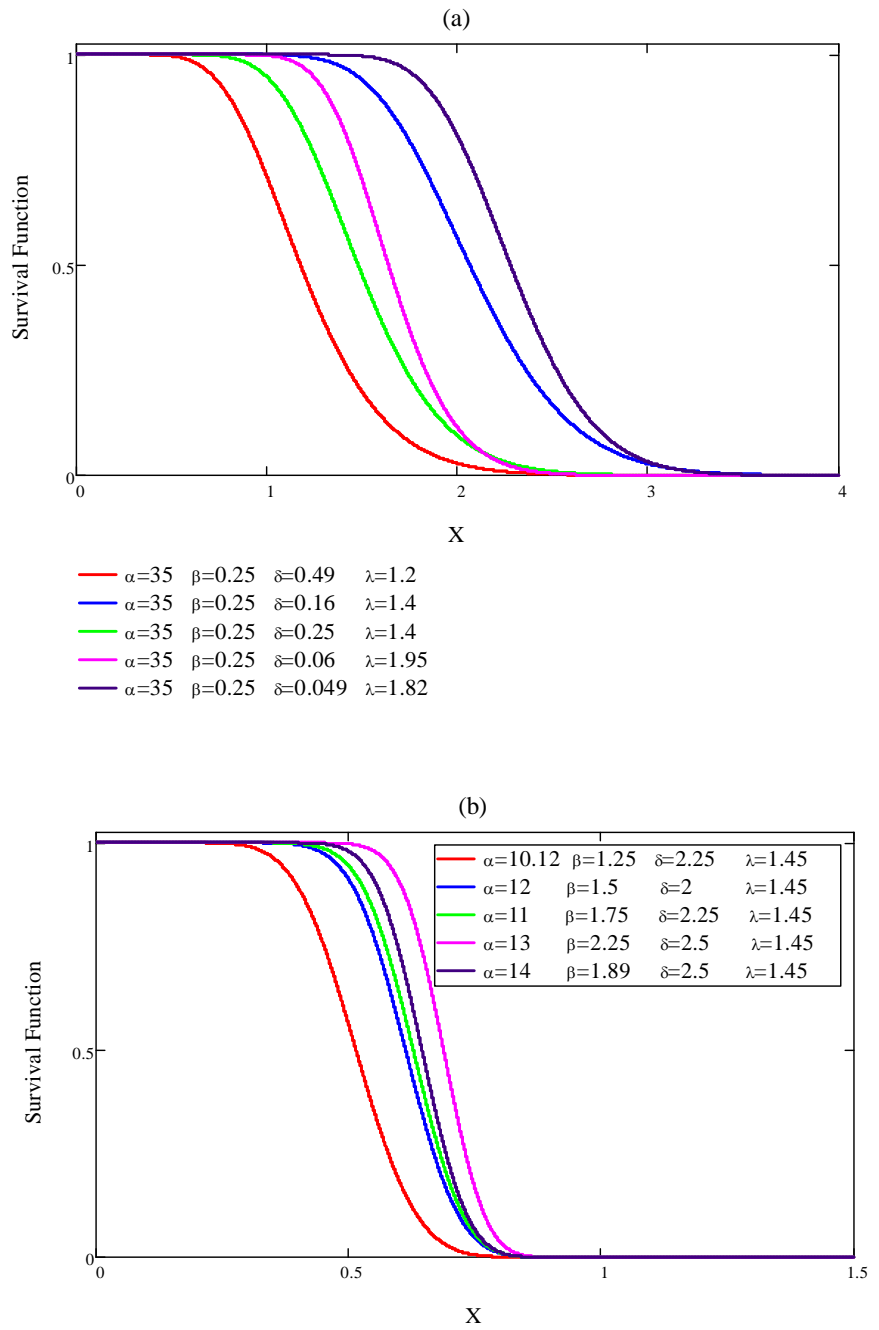 (a)
1
0.5
0
Survival Function
0 1 2 3 4
X
α=35 β=0.25 δ=0.49 λ=1.2
α=35 β=0.25 δ=0.16 λ=1.4
α=35 β=0.25 δ=0.25 λ=1.4
α=35 β=0.25 δ=0.06 λ=1.95
α=35 β=0.25 δ=0.049 λ=1.82
(b)
1
0.5
0
Survival Function
α=10.12 β=1.25 δ=2.25 λ=1.45
α=12 β=1.5 δ=2 λ=1.45
α=11 β=1.75 δ=2.25 λ=1.45
α=13 β=2.25 δ=2.5 λ=1.45
α=14 β=1.89 δ=2.5 λ=1.45
0 0.5 1 1.5
X